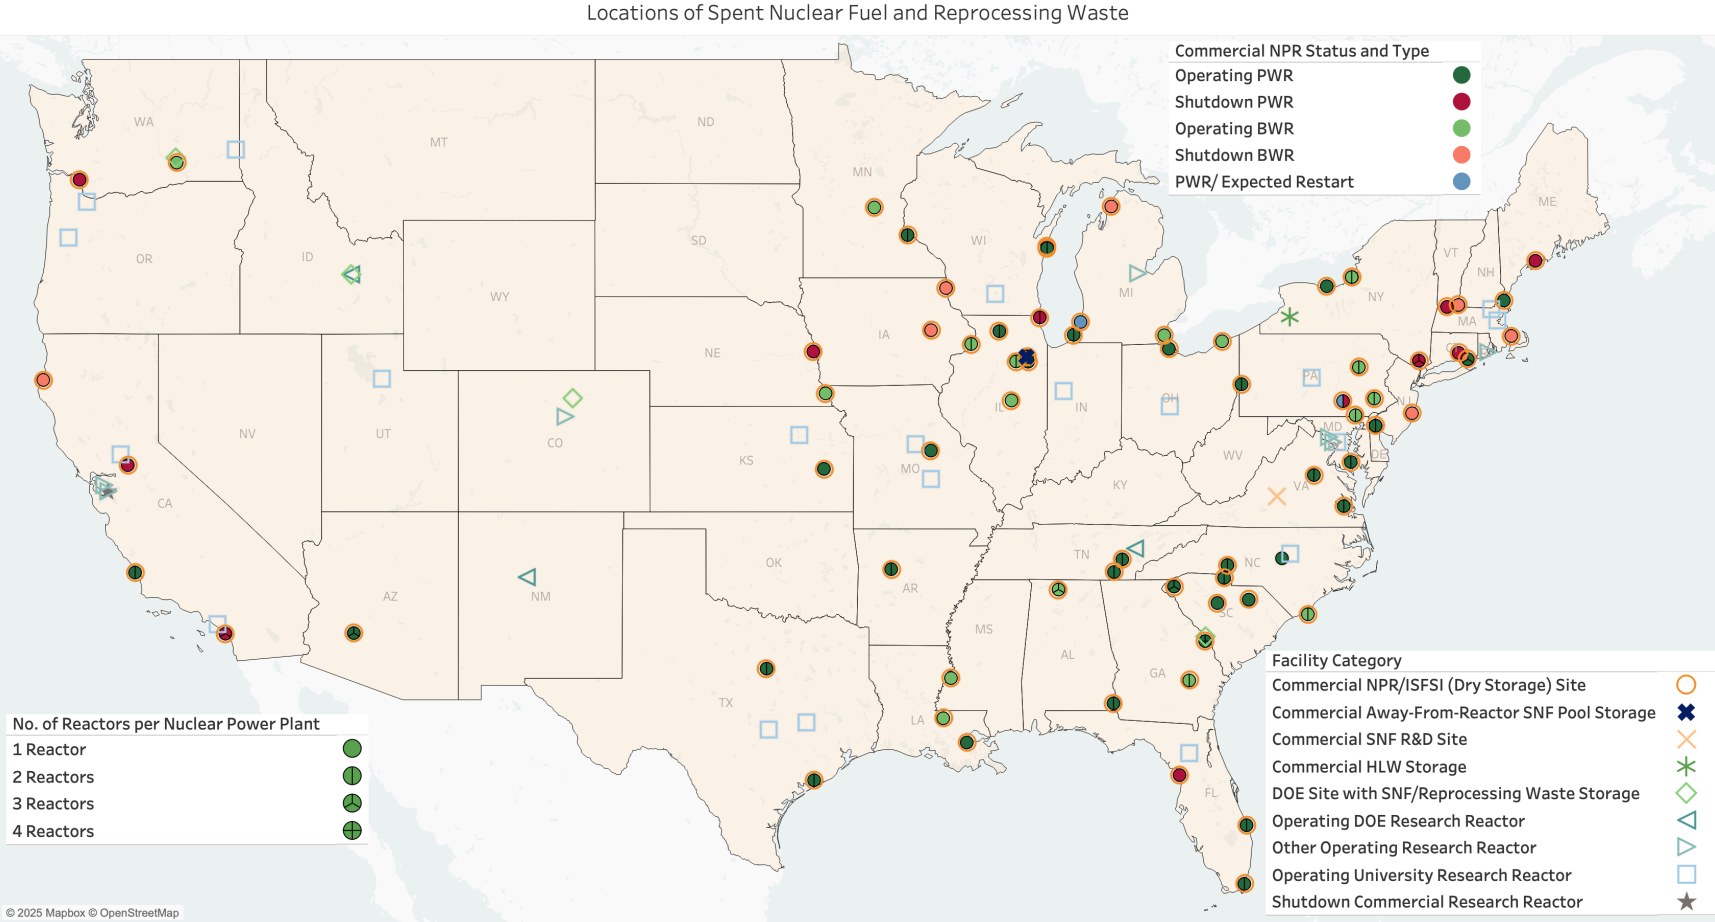 Locations of Spent Nuclear Fuel and Reprocessing Waste
Commercial NPR Status and Type
Operating PWR
Shutdown PWR
Operating BWR
Shutdown BWR
PWR/ Expected Restart
WA
MT
ND
MN
ME
OR
ID
SD
WI
VT
NH
WY
MI
NY
MA
IA
NE
PA
NJ
NV
UT
CO
IL
IN
OH
MD
KS
MO
WV
DE
CA
KY
VA
OK
TN
NC
AZ
NM
AR
SC
MS
AL
GA
TX
LA
FL
No. of Reactors per Nuclear Power Plant
1 Reactor
2 Reactors
3 Reactors
4 Reactors
Facility Category
Commercial NPR/ISFSI (Dry Storage) Site
Commercial Away-From-Reactor SNF Pool Storage
Commercial SNF R&D Site
Commercial HLW Storage
DOE Site with SNF/Reprocessing Waste Storage
Operating DOE Research Reactor
Other Operating Research Reactor
Operating University Research Reactor
Shutdown Commercial Research Reactor
© 2025 Mapbox © OpenStreetMap